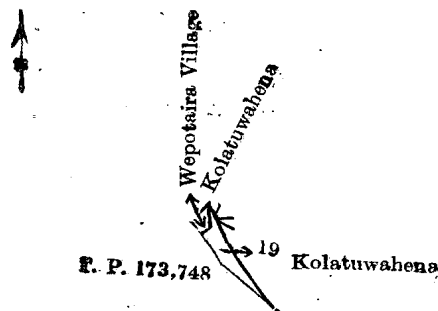 Wepotaira Village
Kolatuwahena
19 Kolatuwahena
T. P. 173,748